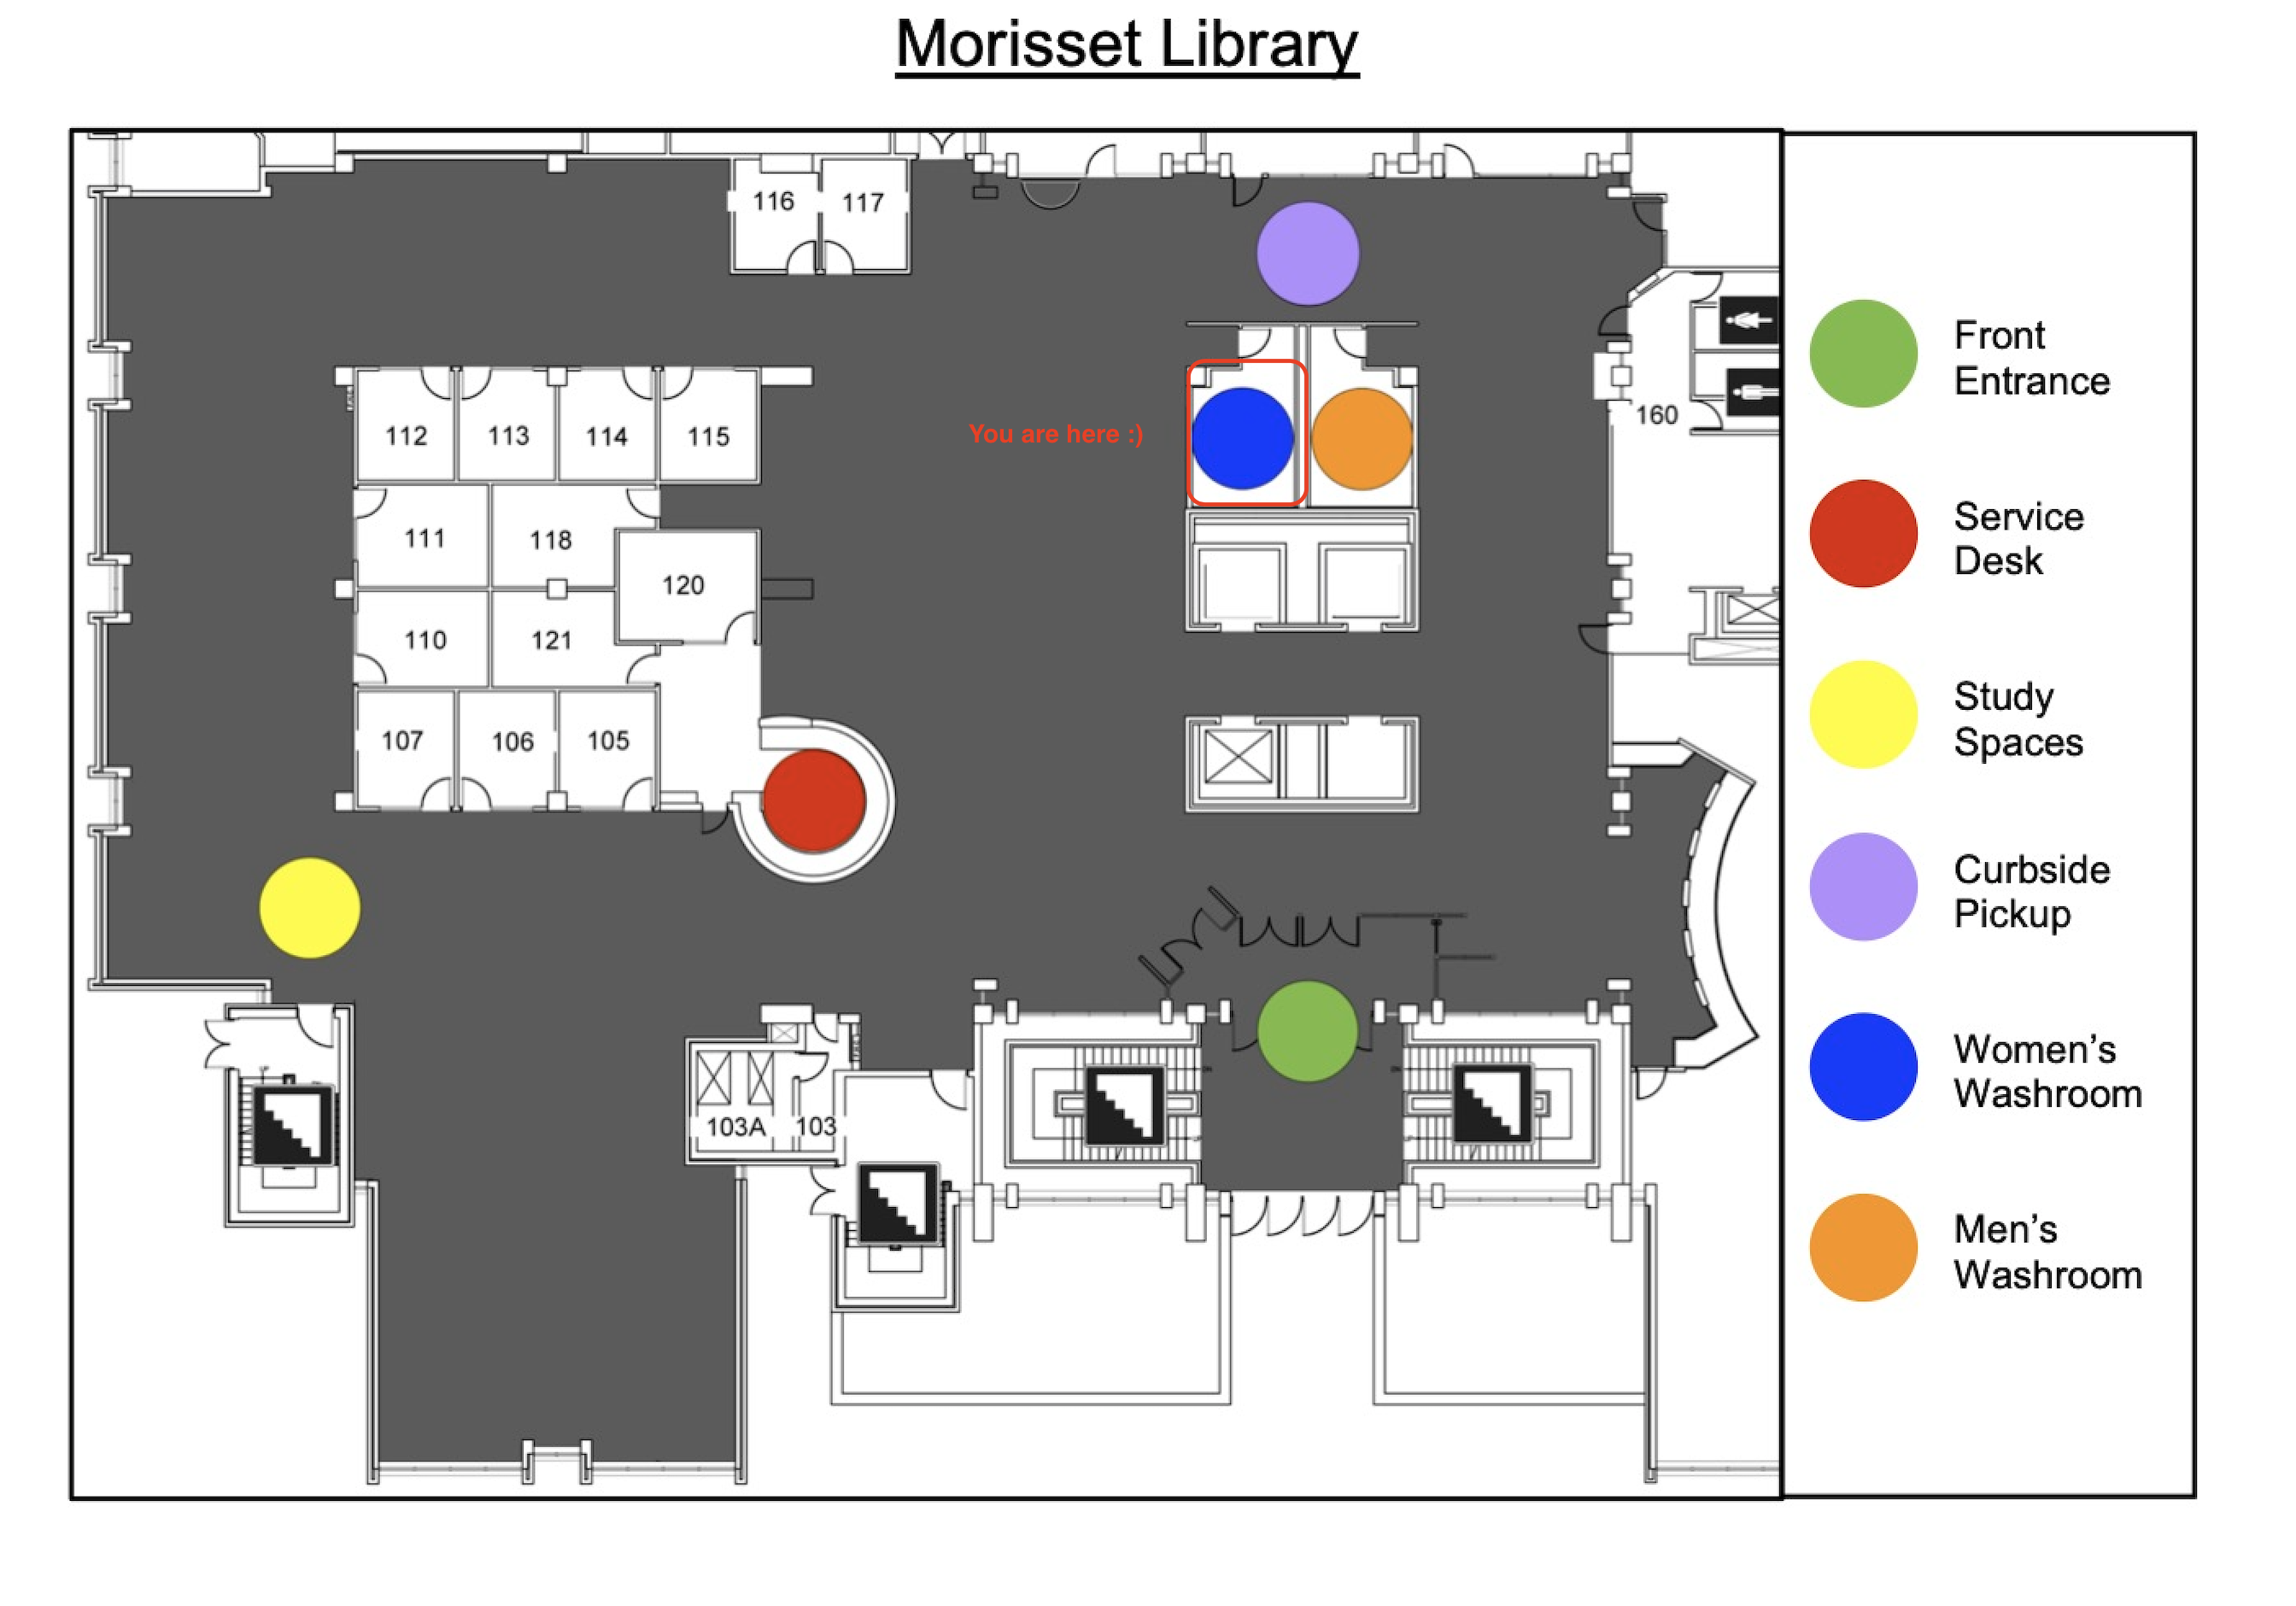 Morisset Library
116
117
You are here :)
112
113
114
115
160
111
118
120
110
121
107
106
105
103A
103
Front
Entrance
Service
Desk
Study
Spaces
Curbside
Pickup
Women's
Washroom
Men's
Washroom